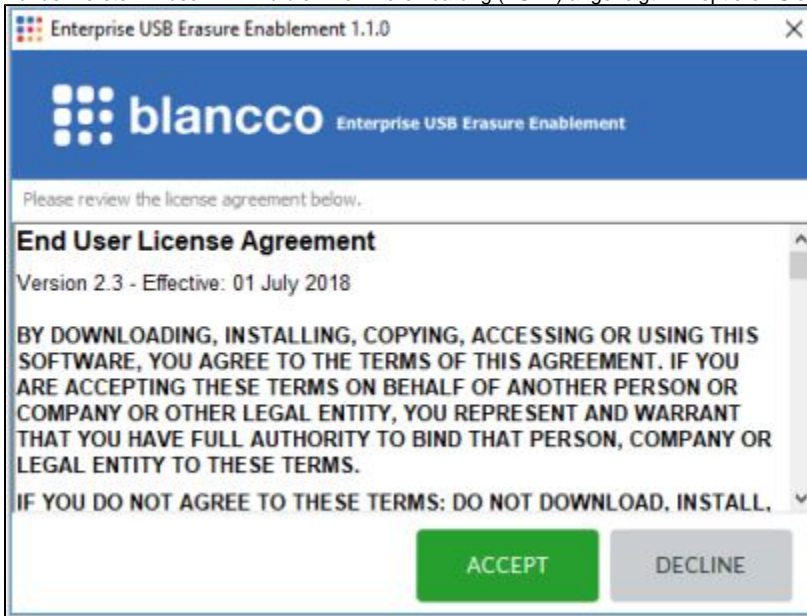 Enterprise USB Erasure Enablement 1.1.0
blancco Enterprise USB Erasure Enablement
Please review the license agreement below.
End User License Agreement
Version 2.3 - Effective: 01 July 2018
BY DOWNLOADING, INSTALLING, COPYING, ACCESSING OR USING THIS
SOFTWARE, YOU AGREE TO THE TERMS OF THIS AGREEMENT. IF YOU
ARE ACCEPTING THESE TERMS ON BEHALF OF ANOTHER PERSON OR
COMPANY OR OTHER LEGAL ENTITY, YOU REPRESENT AND WARRANT
THAT YOU HAVE FULL AUTHORITY TO BIND THAT PERSON, COMPANY OR
LEGAL ENTITY TO THESE TERMS.
IF YOU DO NOT AGREE TO THESE TERMS: DO NOT DOWNLOAD, INSTALL,
ACCEPT
DECLINE